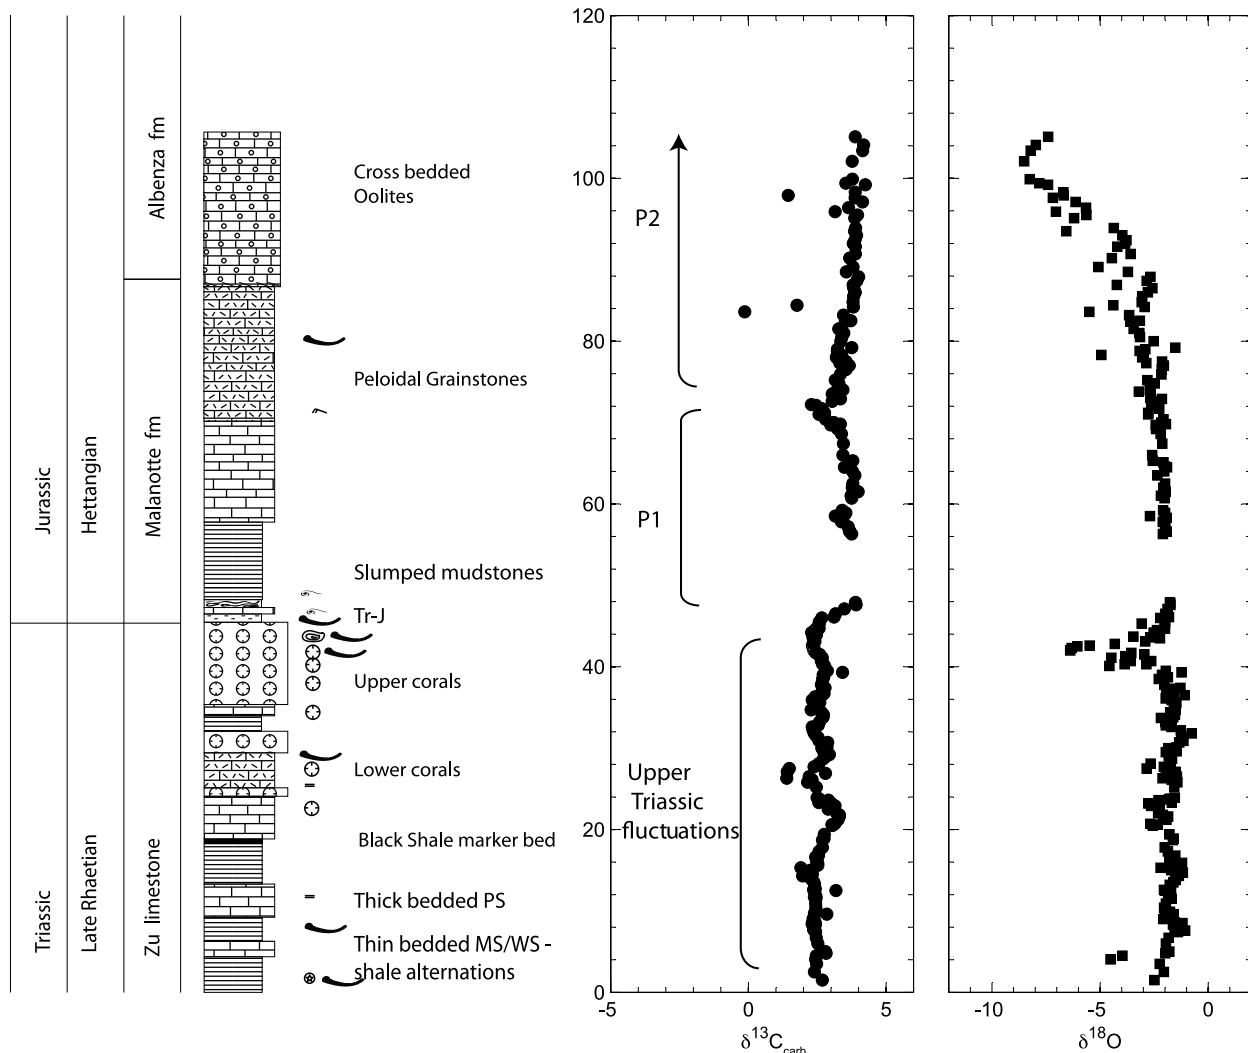 Jurassic
Triassic
Hettangian
Late Rhaetian
Albenza fm
Malanotte fm
Zu limestone
Cross bedded
Oolites
Peloidal Grainstones
Slumped mudstones
Tr-J
Upper corals
Lower corals
Black Shale marker bed
Thick bedded PS
Thin bedded MS/WS -
shale alternations
120
100
80
60
40
20
0
P2
P1
Upper
Triassic
fluctuations
-5 0 5
δ13Ccarb
-10 -5 0
δ18O